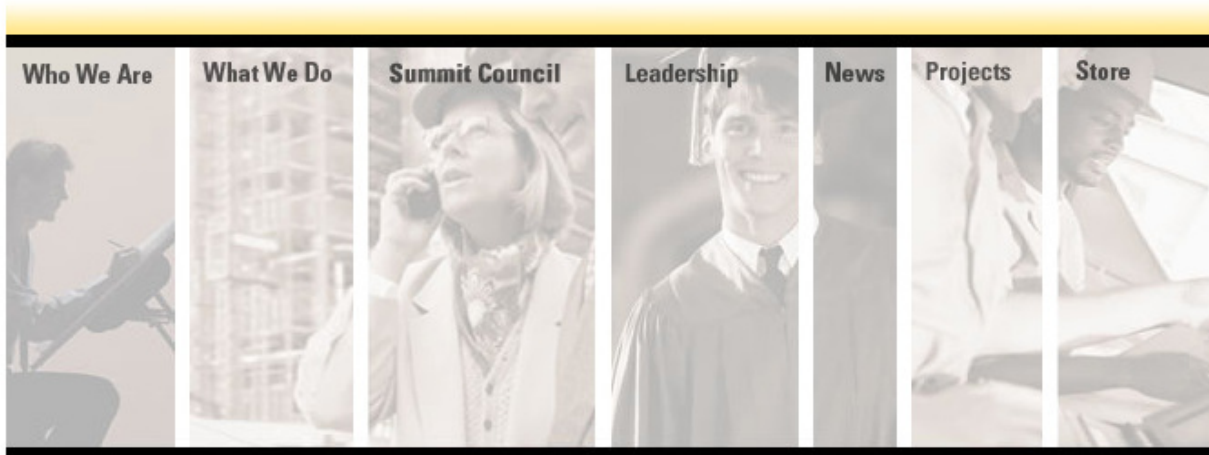 Who We Are
What We Do
Summit Council
Leadership
News
Projects
Store